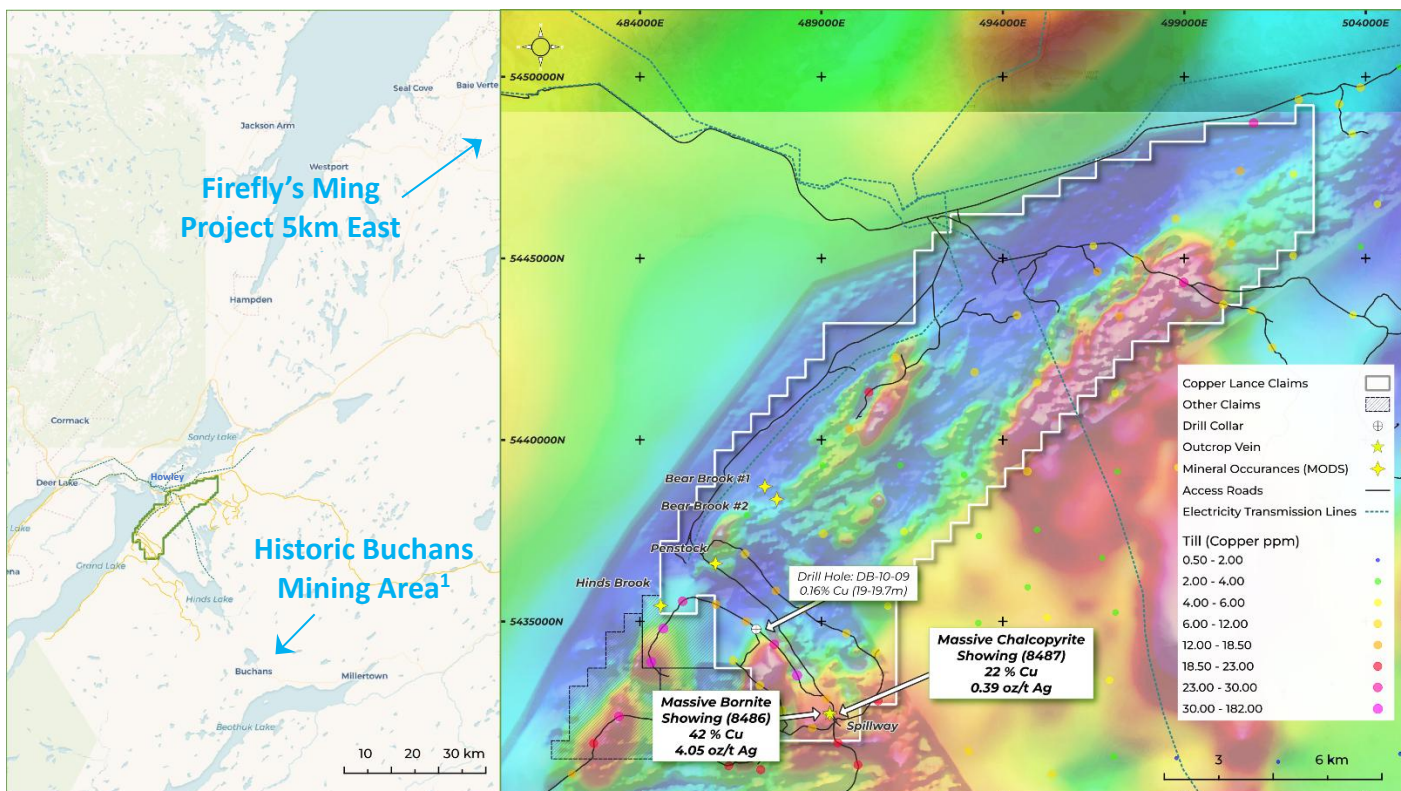 Seal Cove
Baie Verte
Jackson Arm
Westport
Firefly's Ming
Project 5km East
Hampden
Cormack
Sandy Lake
Howley
Deer Lake
Grand Lake
Hinds Lake
Historic Buchans
Mining Area1
Buchans
Millertown
Beothuk Lake
10 20 30 km
484000E 489000E 494000E 499000E 504000E
5450000N
5445000N
5440000N
5435000N
Bear Brook #1
Bear Brook #2
Penstock
Hinds Brook
Drill Hole: DB-10-09
0.16% Cu (19-19.7m)
Massive Chalcopyrite
Showing (8487)
22 % Cu
0.39 oz/t Ag
Massive Bornite
Showing (8486)
42 % Cu
4.05 oz/t Ag
Spillway
Copper Lance Claims
Other Claims
Drill Collar
Outcrop Vein
Mineral Occurances (MODS)
Access Roads
Electricity Transmission Lines
Till (Copper ppm)
0.50 - 2.00
2.00 - 4.00
4.00 - 6.00
6.00 - 12.00
12.00 - 18.50
18.50 - 23.00
23.00 - 30.00
30.00 - 182.00
3 6 km